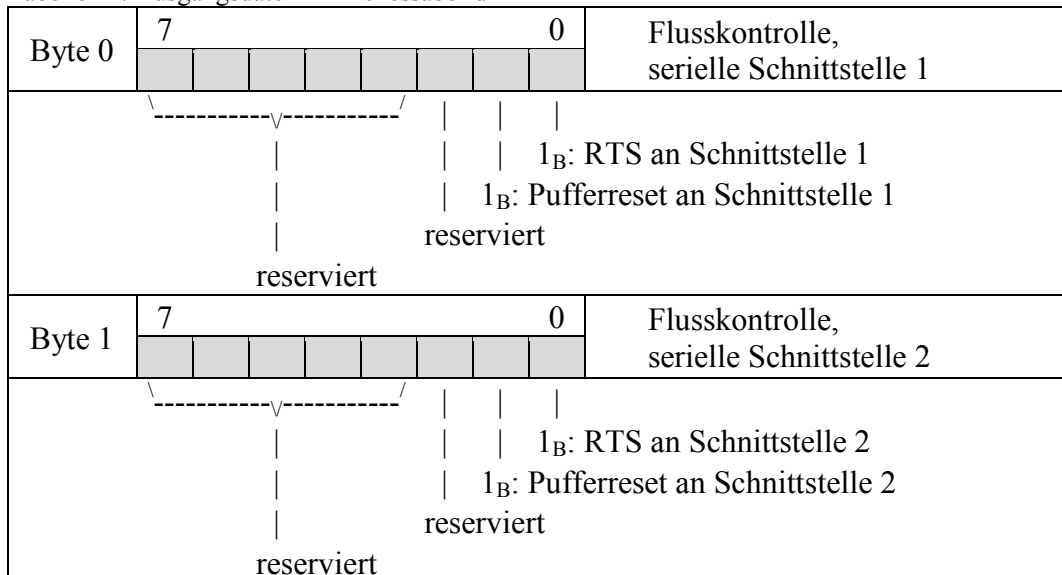 Byte 0
7 0
Flusskontrolle,
serielle Schnittstelle 1
1B: RTS an Schnittstelle 1
1B: Pufferreset an Schnittstelle 1
reserviert
reserviert
Byte 1
7 0
Flusskontrolle,
serielle Schnittstelle 2
1B: RTS an Schnittstelle 2
1B: Pufferreset an Schnittstelle 2
reserviert
reserviert